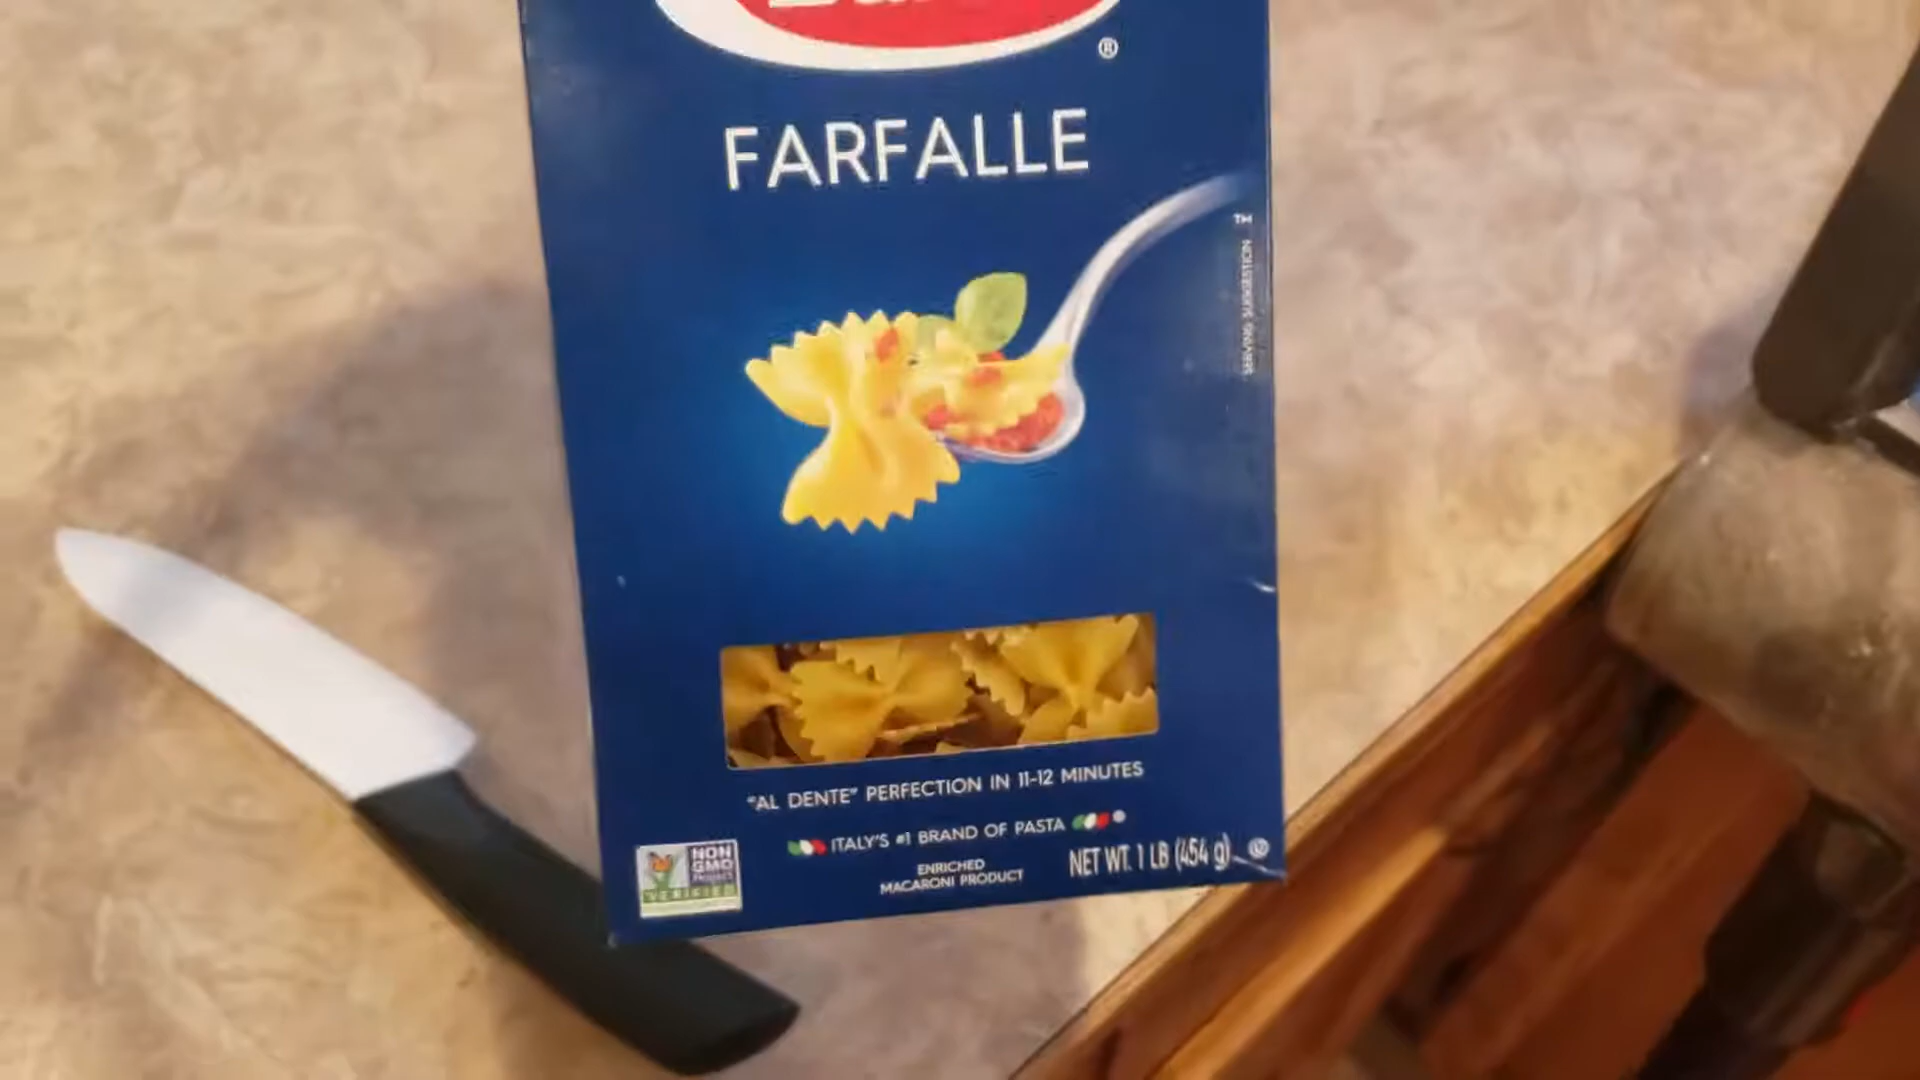 ®
FARFALLE
SERVING SUGGESTION TM
"AL DENTE" PERFECTION IN 11-12 MINUTES
ITALY'S #1 BRAND OF PASTA
NON
GMO
VERIFIED
ENRICHED
MACARONI PRODUCT
NET WT. 1 LB (454 g)